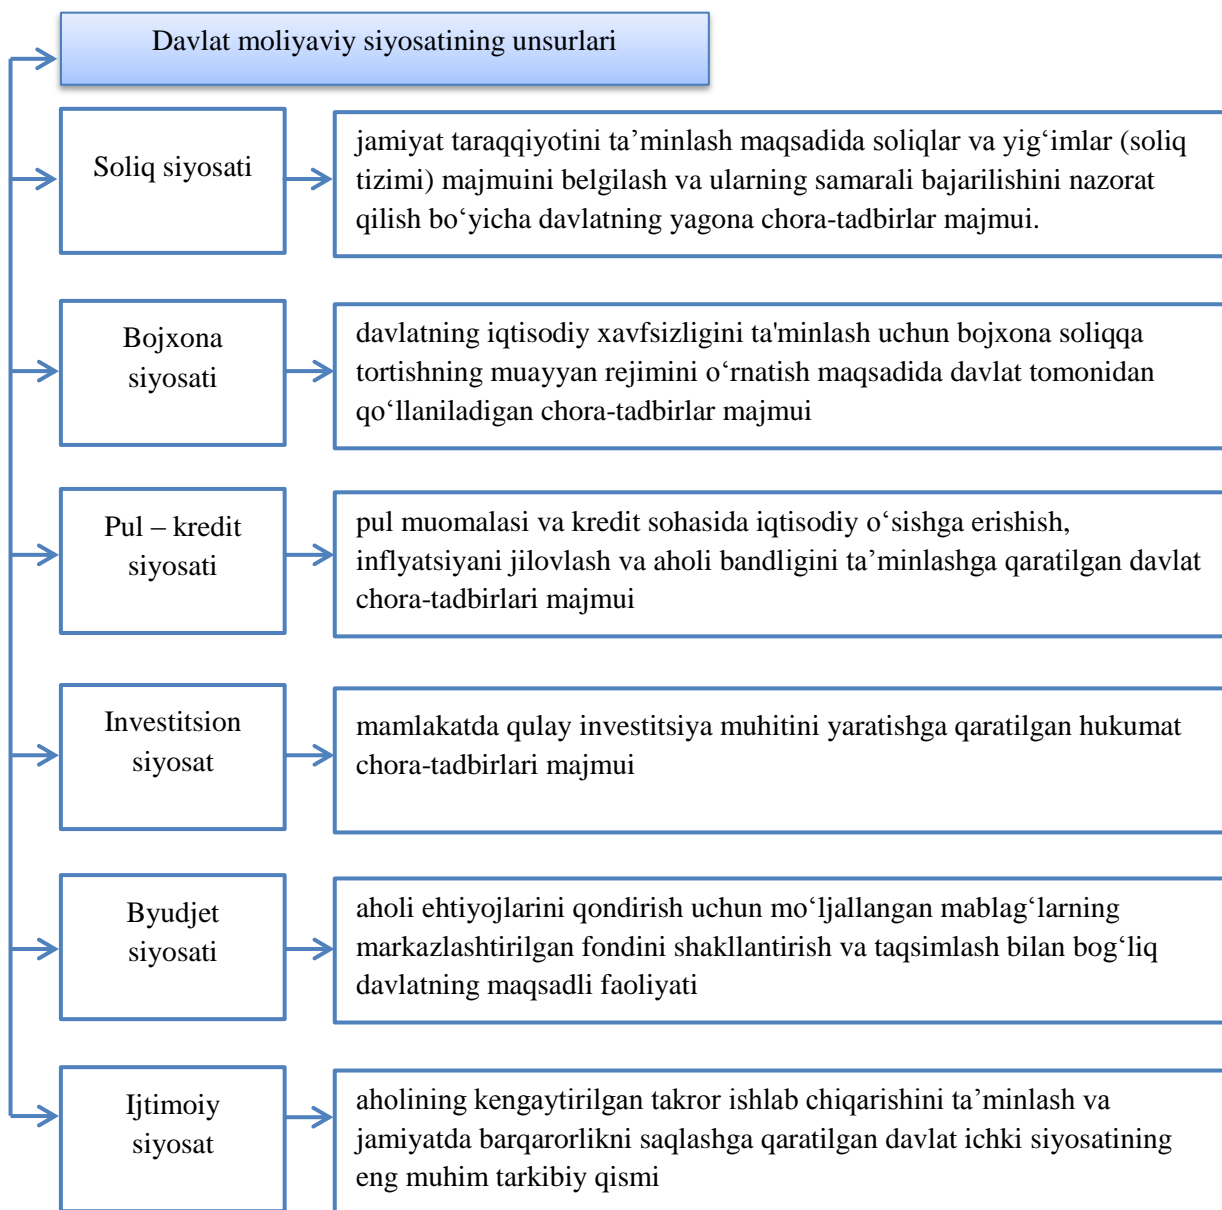 Davlat moliyaviy siyosatining unsurlari
Soliq siyosati
jamiyat taraqqiyotini ta’minlash maqsadida soliqlar va yig‘imlar (soliq
tizimi) majmuini belgilash va ularning samarali bajarilishini nazorat
qilish bo‘yicha davlatning yagona chora-tadbirlar majmui.
Bojxona
siyosati
davlatning iqtisodiy xavfsizligini ta'minlash uchun bojxona soliqqa
tortishning muayyan rejimini o‘rnatish maqsadida davlat tomonidan
qo‘llaniladigan chora-tadbirlar majmui
Pul – kredit
siyosati
pul muomalasi va kredit sohasida iqtisodiy o‘sishga erishish,
inflyatsiyani jilovlash va aholi bandligini ta’minlashga qaratilgan davlat
chora-tadbirlari majmui
Investitsion
siyosat
mamlakatda qulay investitsiya muhitini yaratishga qaratilgan hukumat
chora-tadbirlari majmui
Byudjet
siyosati
aholi ehtiyojlarini qondirish uchun mo‘ljallangan mablag‘larning
markazlashtirilgan fondini shakllantirish va taqsimlash bilan bog‘liq
davlatning maqsadli faoliyati
Ijtimoiy
siyosat
aholining kengaytirilgan takror ishlab chiqarishini ta’minlash va
jamiyatda barqarorlikni saqlashga qaratilgan davlat ichki siyosatining
eng muhim tarkibiy qismi